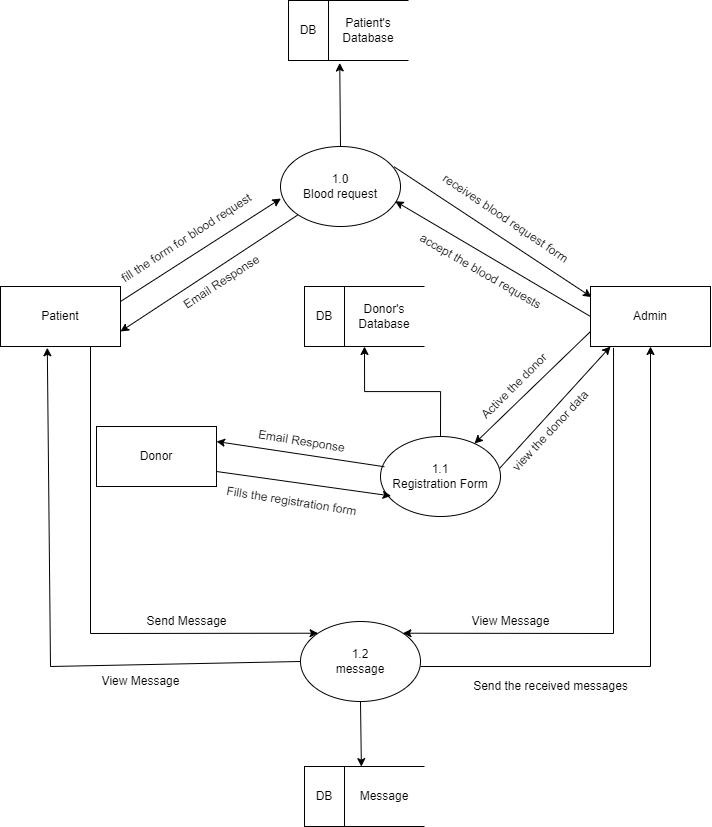 DB
Patient's
Database
1.0
Blood request
fill the form for blood request
Email Response
receives blood request form
accept the blood requests
Patient
DB
Donor's
Database
Admin
Active the donor
view the donor data
Donor
Email Response
Fills the registration form
1.1
Registration Form
Send Message
View Message
1.2
message
View Message
Send the received messages
DB
Message